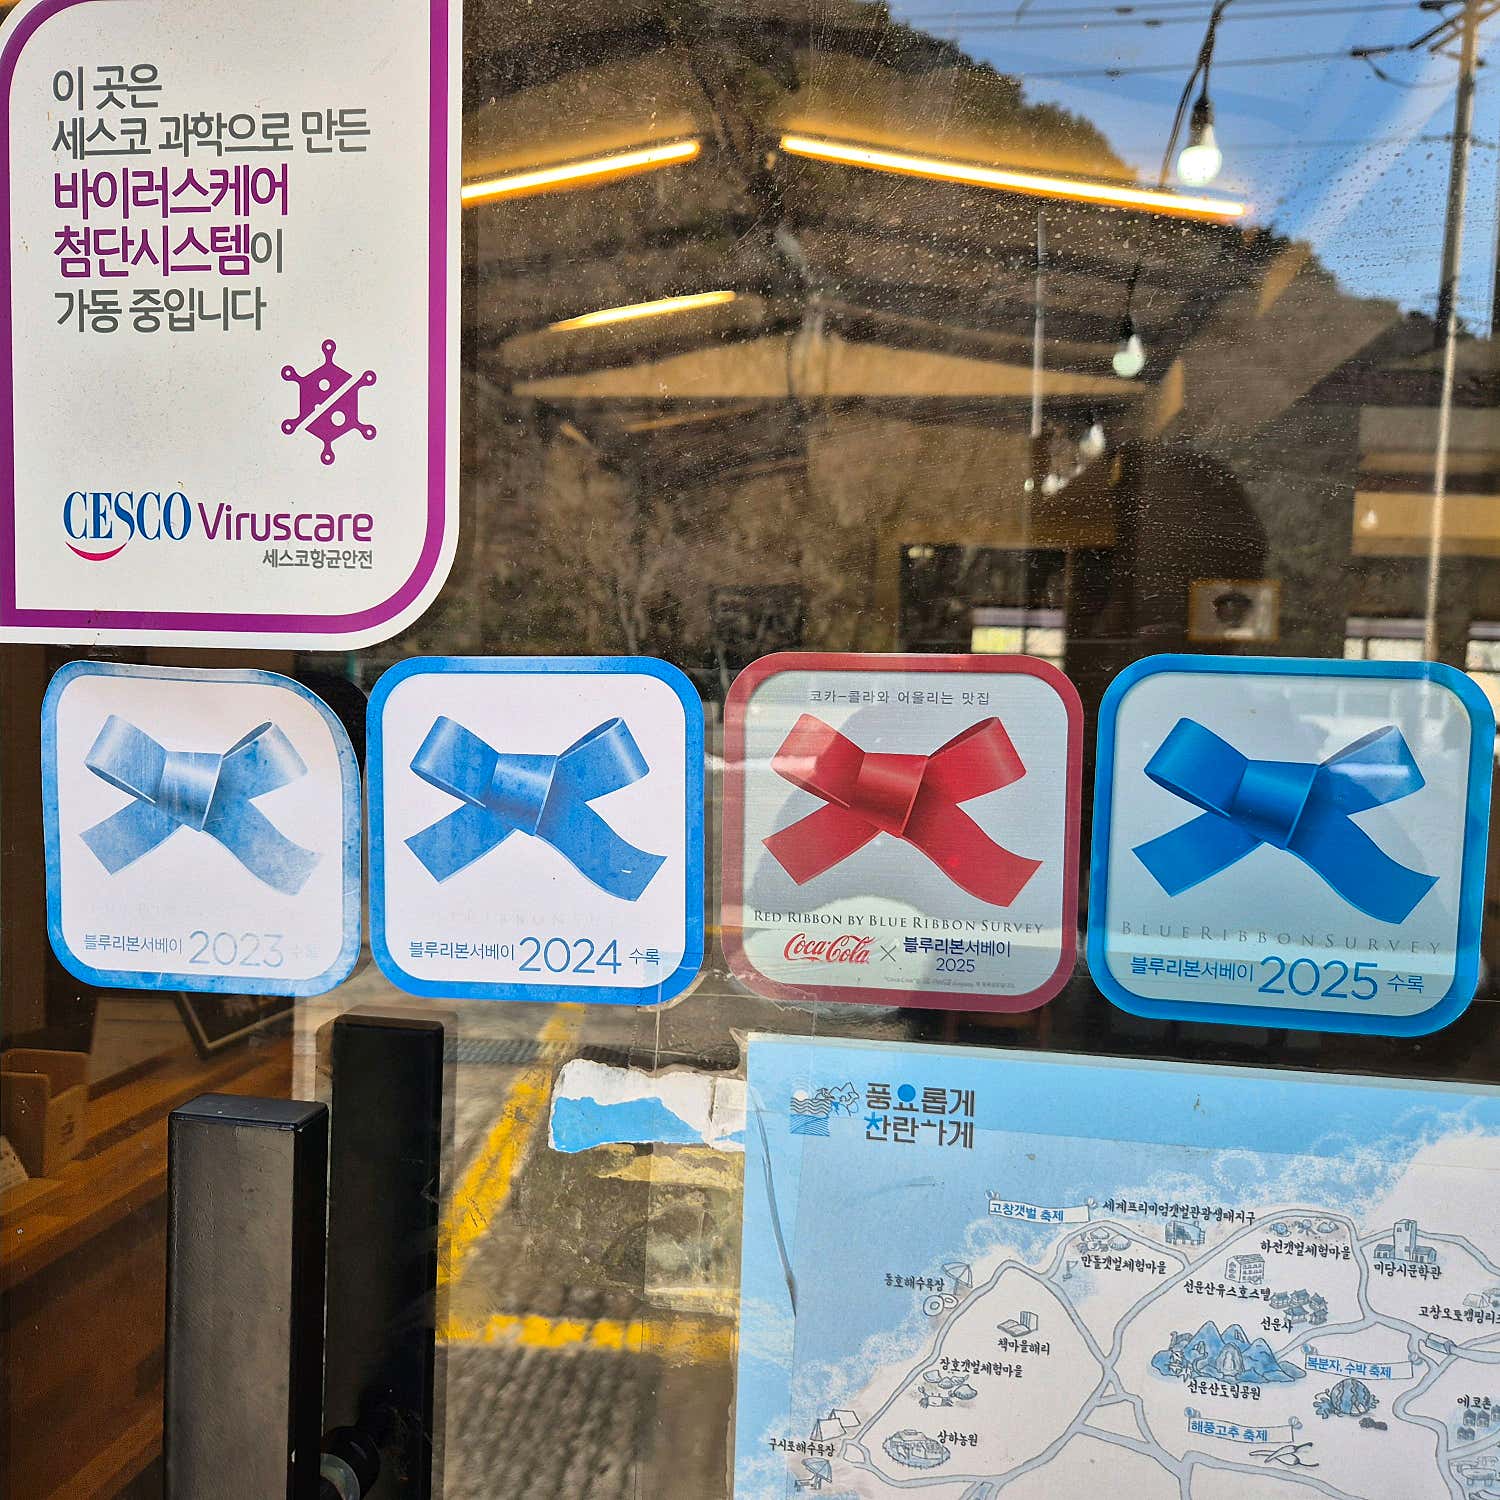 이 곳은
세스코 과학으로 만든
바이러스케어
첨단시스템이
가동 중입니다
CESCO Viruscare
세스코항균안전
블루리본서베이 2023 수록
블루리본서베이 2024 수록
코카-콜라와 어울리는 맛집
RED RIBBON BY BLUE RIBBON SURVEY
Coca-Cola × 블루리본서베이
2025
BLUERIBBONSURVEY
블루리본서베이 2025 수록
풍요롭게
찬란하게
고창갯벌 축제
세계프리미엄갯벌관광생태지구
만돌갯벌체험마을
하전갯벌체험마을
미당시문학관
동호해수욕장
선운산유스호스텔
선운사
고창오토캠핑리조
책마을해리
장호갯벌체험마을
선운산도립공원
복분자, 수박 축제
에코촌
해풍고추 축제
구시포해수욕장
상하농원